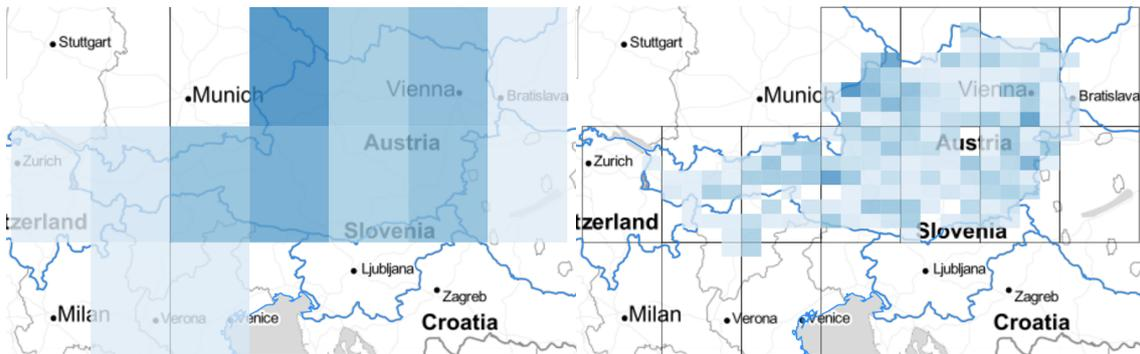 Stuttgart
Munich
Vienna
Bratislava
Zurich
Austria
tzerland
Slovenia
Ljubljana
Zagreb
Milan
Verona
Venice
Croatia
Stuttgart
Munich
Vienna
Bratislava
Zurich
Austria
tzerland
Slovenia
Ljubljana
Zagreb
Milan
Verona
Venice
Croatia